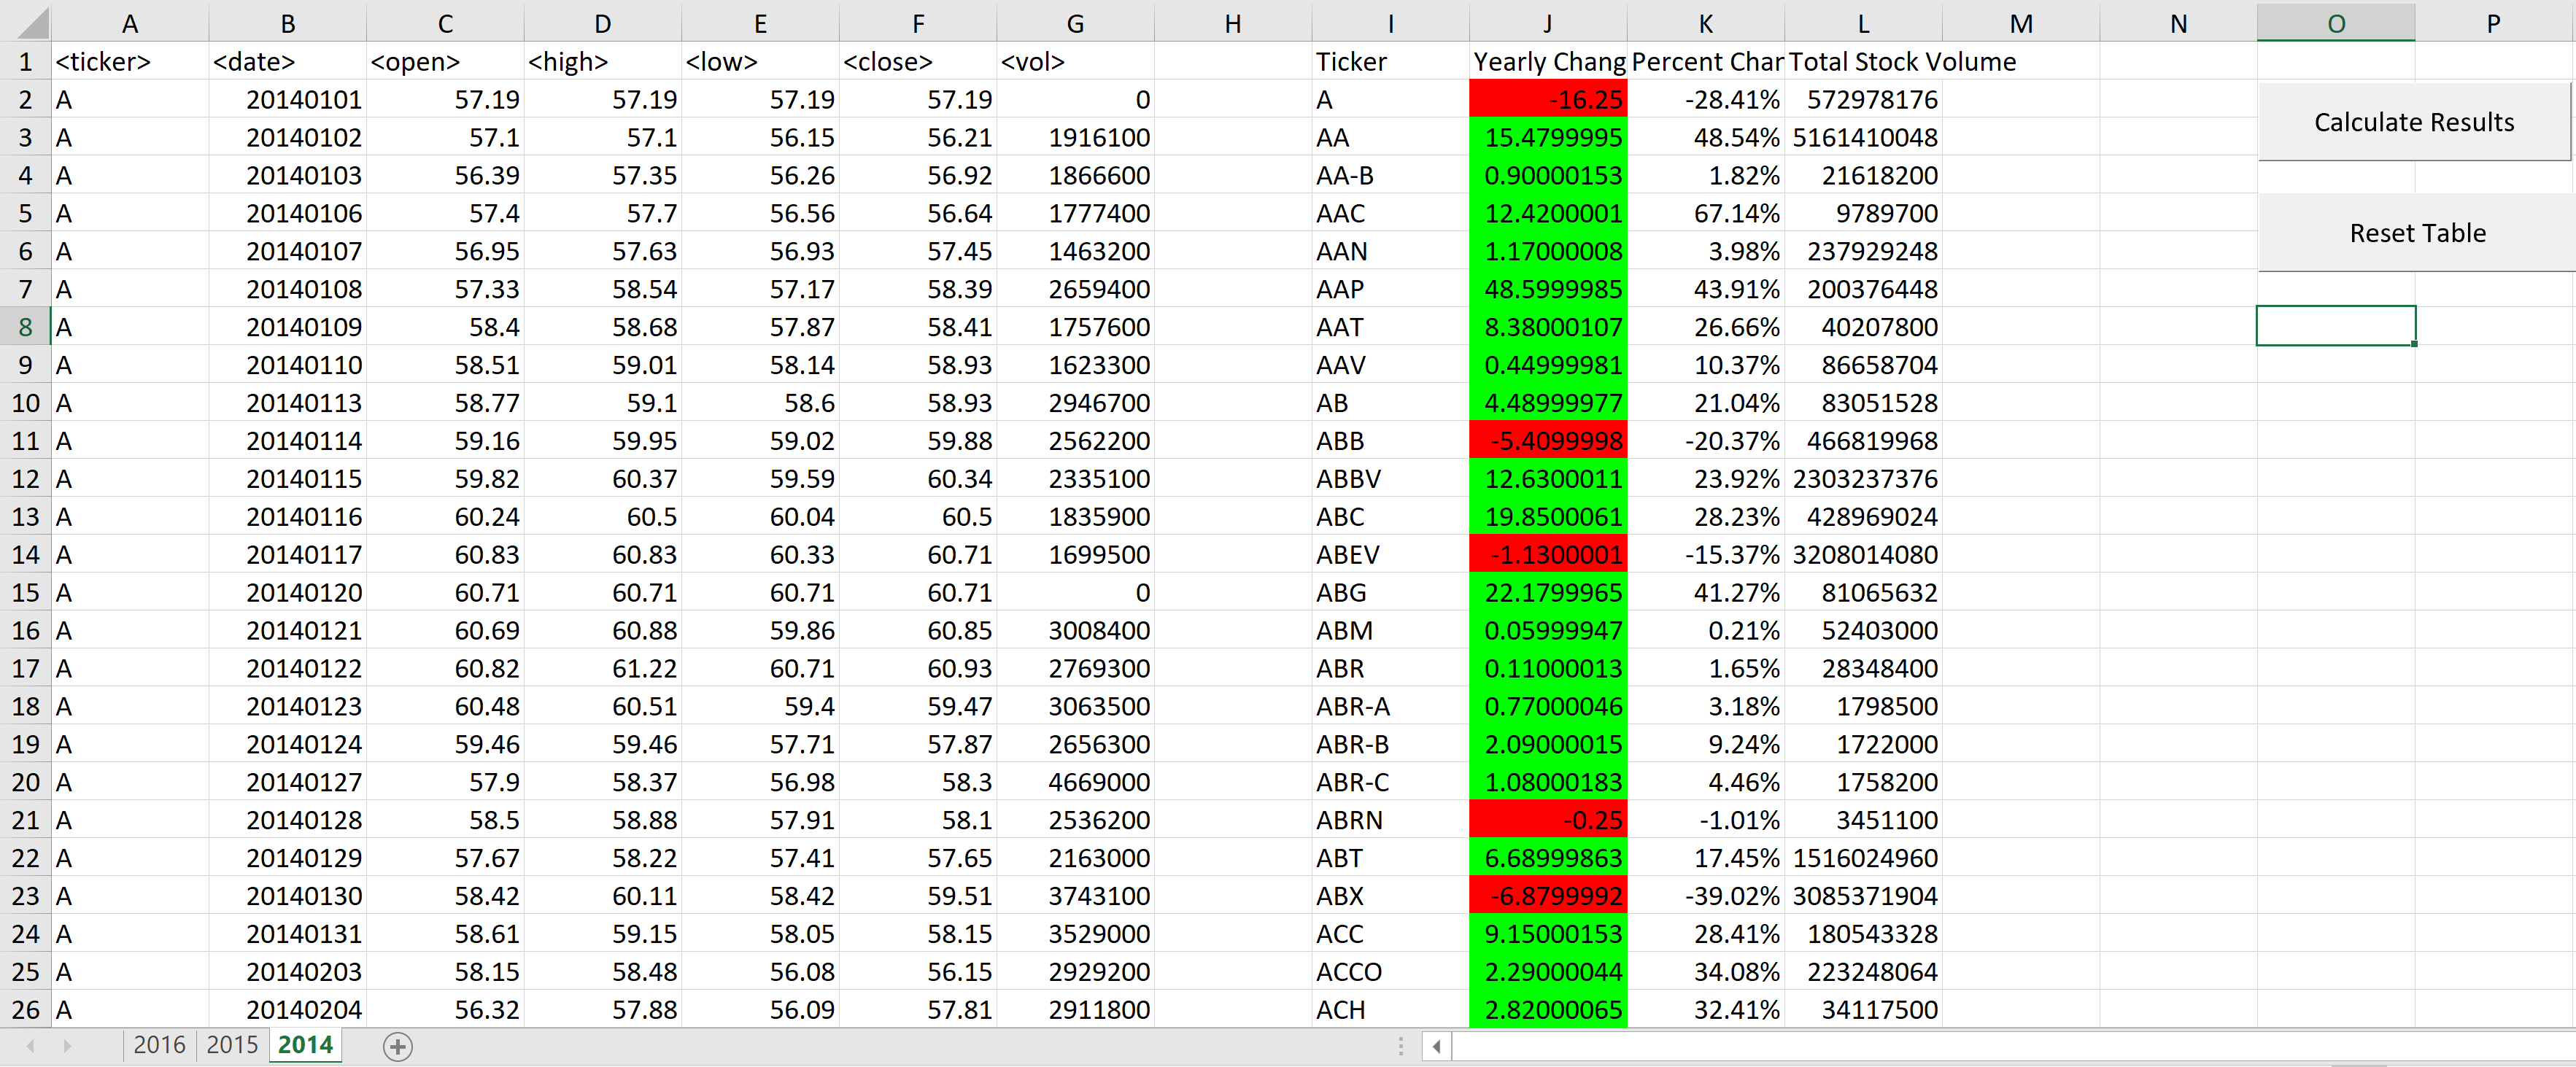 A B C D E F G H I J K L M N O P
1 <ticker> <date> <open> <high> <low> <close> <vol> Ticker Yearly Chang Percent Char Total Stock Volume
2 A 20140101 57.19 57.19 57.19 57.19 0 A -16.25 -28.41% 572978176
Calculate Results
3 A 20140102 57.1 57.1 56.15 56.21 1916100 AA 15.4799995 48.54% 5161410048
4 A 20140103 56.39 57.35 56.26 56.92 1866600 AA-B 0.90000153 1.82% 21618200
5 A 20140106 57.4 57.7 56.56 56.64 1777400 AAC 12.4200001 67.14% 9789700
Reset Table
6 A 20140107 56.95 57.63 56.93 57.45 1463200 AAN 1.17000008 3.98% 237929248
7 A 20140108 57.33 58.54 57.17 58.39 2659400 AAP 48.5999985 43.91% 200376448
8 A 20140109 58.4 58.68 57.87 58.41 1757600 AAT 8.38000107 26.66% 40207800
9 A 20140110 58.51 59.01 58.14 58.93 1623300 AAV 0.44999981 10.37% 86658704
10 A 20140113 58.77 59.1 58.6 58.93 2946700 AB 4.48999977 21.04% 83051528
11 A 20140114 59.16 59.95 59.02 59.88 2562200 ABB -5.4099998 -20.37% 466819968
12 A 20140115 59.82 60.37 59.59 60.34 2335100 ABBV 12.6300011 23.92% 2303237376
13 A 20140116 60.24 60.5 60.04 60.5 1835900 ABC 19.8500061 28.23% 428969024
14 A 20140117 60.83 60.83 60.33 60.71 1699500 ABEV -1.1300001 -15.37% 3208014080
15 A 20140120 60.71 60.71 60.71 60.71 0 ABG 22.1799965 41.27% 81065632
16 A 20140121 60.69 60.88 59.86 60.85 3008400 ABM 0.05999947 0.21% 52403000
17 A 20140122 60.82 61.22 60.71 60.93 2769300 ABR 0.11000013 1.65% 28348400
18 A 20140123 60.48 60.51 59.4 59.47 3063500 ABR-A 0.77000046 3.18% 1798500
19 A 20140124 59.46 59.46 57.71 57.87 2656300 ABR-B 2.09000015 9.24% 1722000
20 A 20140127 57.9 58.37 56.98 58.3 4669000 ABR-C 1.08000183 4.46% 1758200
21 A 20140128 58.5 58.88 57.91 58.1 2536200 ABRN -0.25 -1.01% 3451100
22 A 20140129 57.67 58.22 57.41 57.65 2163000 ABT 6.68999863 17.45% 1516024960
23 A 20140130 58.42 60.11 58.42 59.51 3743100 ABX -6.8799992 -39.02% 3085371904
24 A 20140131 58.61 59.15 58.05 58.15 3529000 ACC 9.15000153 28.41% 180543328
25 A 20140203 58.15 58.48 56.08 56.15 2929200 ACCO 2.29000044 34.08% 223248064
26 A 20140204 56.32 57.88 56.09 57.81 2911800 ACH 2.82000065 32.41% 34117500
2016 2015 2014